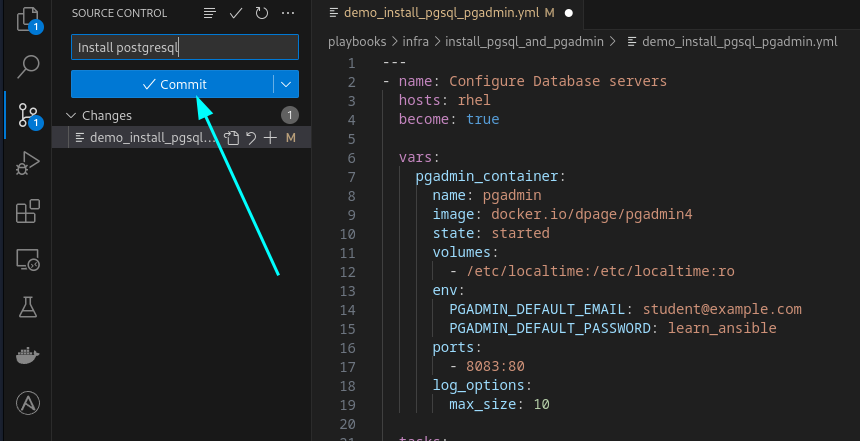 SOURCE CONTROL
Install postgresql
Commit
Changes 1
demo_install_pgsql... M
1
1
demo_install_pgsql_pgadmin.yml M
playbooks > infra > install_pgsql_and_pgadmin > demo_install_pgsql_pgadmin.yml
1 ---
2 - name: Configure Database servers
3 hosts: rhel
4 become: true
5
6 vars:
7 pgadmin_container:
8 name: pgadmin
9 image: docker.io/dpage/pgadmin4
10 state: started
11 volumes:
12 - /etc/localtime:/etc/localtime:ro
13 env:
14 PGADMIN_DEFAULT_EMAIL: student@example.com
15 PGADMIN_DEFAULT_PASSWORD: learn_ansible
16 ports:
17 - 8083:80
18 log_options:
19 max_size: 10
20
21 tasks: